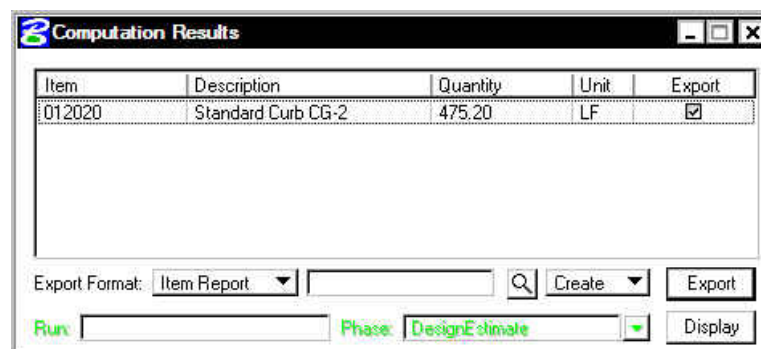 Computation Results
Item Description Quantity Unit Export
012020 Standard Curb CG-2 475.20 LF
Export Format: Item Report Create Export
Run: Phase: DesignEstimate Display